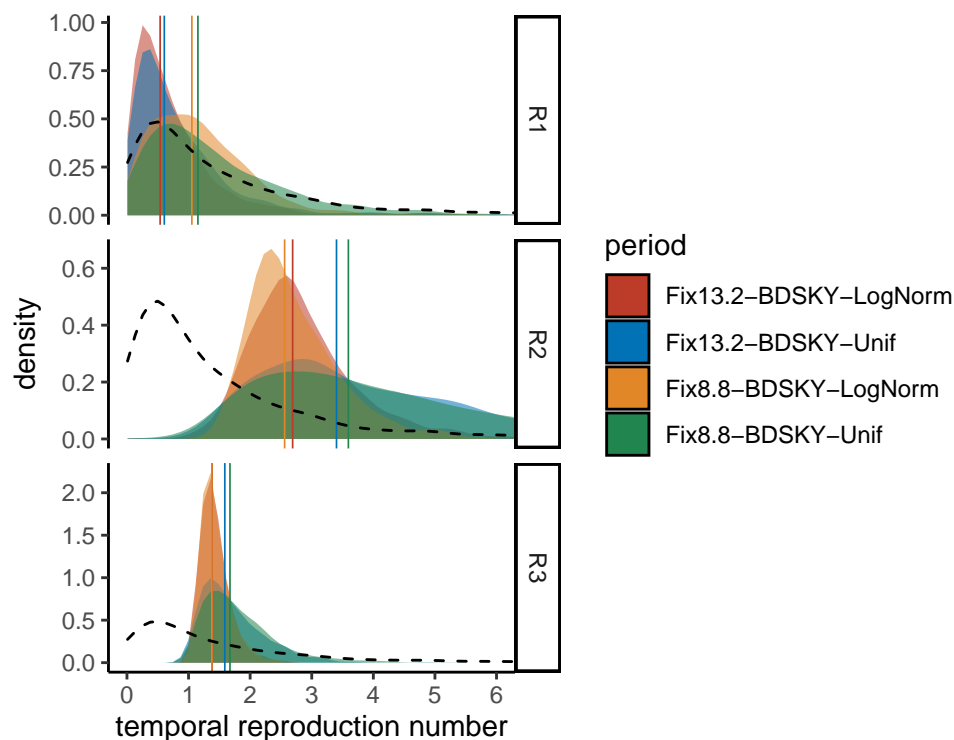 1.00
0.75
0.50
0.25
0.00
R1
0.6
0.4
0.2
0.0
R2
2.0
1.5
1.0
0.5
0.0
R3
0 1 2 3 4 5 6
temporal reproduction number
density
period
Fix13.2−BDSKY−LogNorm
Fix13.2−BDSKY−Unif
Fix8.8−BDSKY−LogNorm
Fix8.8−BDSKY−Unif